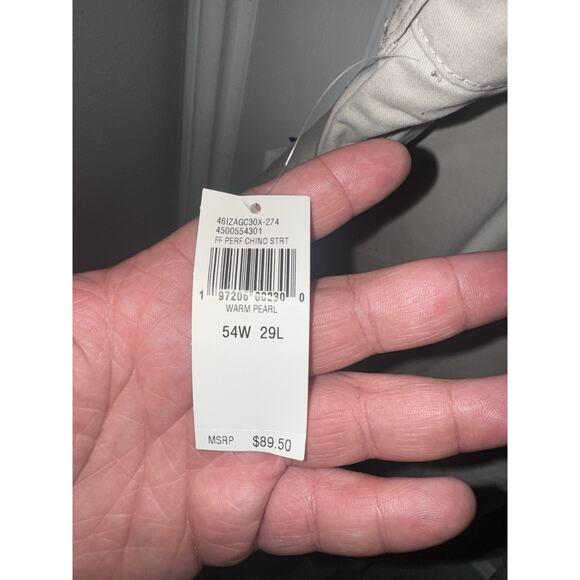 46IZAGC30X-274
4500554301
FF PERF CHINO STRT
1 97206 00230 0
WARM PEARL
54W 29L
MSRP $89.50